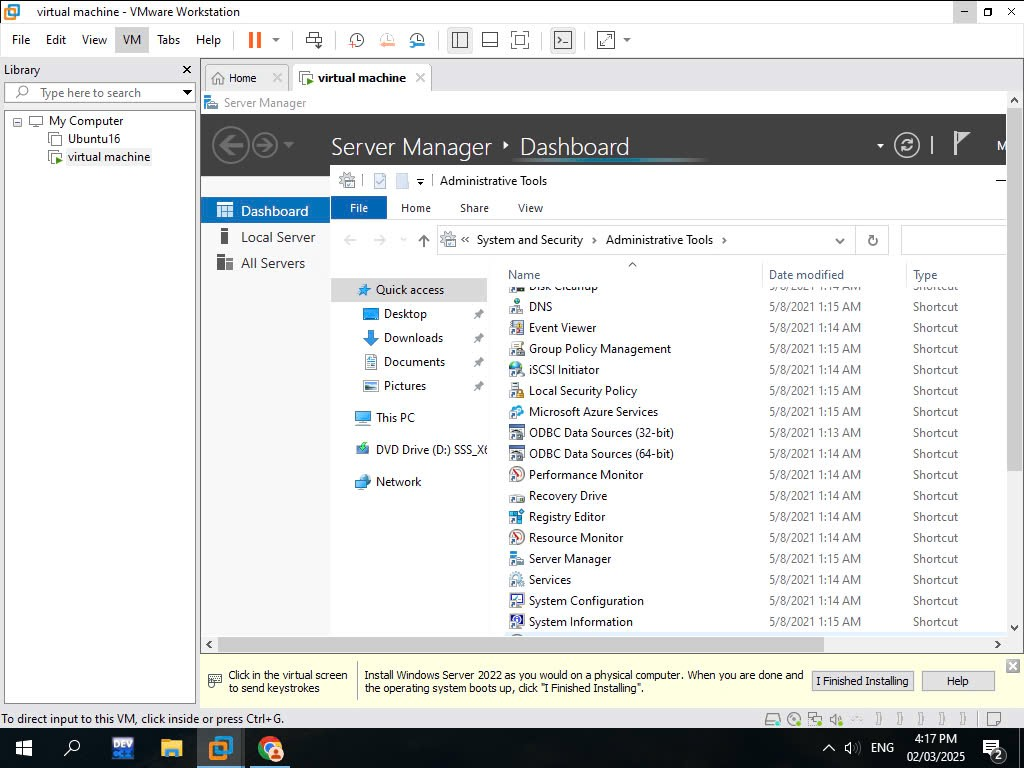 virtual machine - VMware Workstation
File Edit View VM Tabs Help
Library
Type here to search
My Computer
Ubuntu16
virtual machine
Home
virtual machine
Server Manager
Server Manager Dashboard
M
Administrative Tools
File Home Share View
« System and Security › Administrative Tools ›
Dashboard
Local Server
All Servers
Quick access
Desktop
Downloads
Documents
Pictures
This PC
DVD Drive (D:) SSS_X6
Network
Name Date modified Type
Disk Cleanup 5/8/2021 1:14 AM Shortcut
DNS 5/8/2021 1:15 AM Shortcut
Event Viewer 5/8/2021 1:14 AM Shortcut
Group Policy Management 5/8/2021 1:15 AM Shortcut
iSCSI Initiator 5/8/2021 1:14 AM Shortcut
Local Security Policy 5/8/2021 1:15 AM Shortcut
Microsoft Azure Services 5/8/2021 1:15 AM Shortcut
ODBC Data Sources (32-bit) 5/8/2021 1:13 AM Shortcut
ODBC Data Sources (64-bit) 5/8/2021 1:14 AM Shortcut
Performance Monitor 5/8/2021 1:14 AM Shortcut
Recovery Drive 5/8/2021 1:14 AM Shortcut
Registry Editor 5/8/2021 1:14 AM Shortcut
Resource Monitor 5/8/2021 1:14 AM Shortcut
Server Manager 5/8/2021 1:15 AM Shortcut
Services 5/8/2021 1:14 AM Shortcut
System Configuration 5/8/2021 1:14 AM Shortcut
System Information 5/8/2021 1:15 AM Shortcut
Click in the virtual screen
to send keystrokes
Install Windows Server 2022 as you would on a physical computer. When you are done and
the operating system boots up, click "I Finished Installing".
I Finished Installing
Help
To direct input to this VM, click inside or press Ctrl+G.
DEV
ENG
4:17 PM
02/03/2025
2